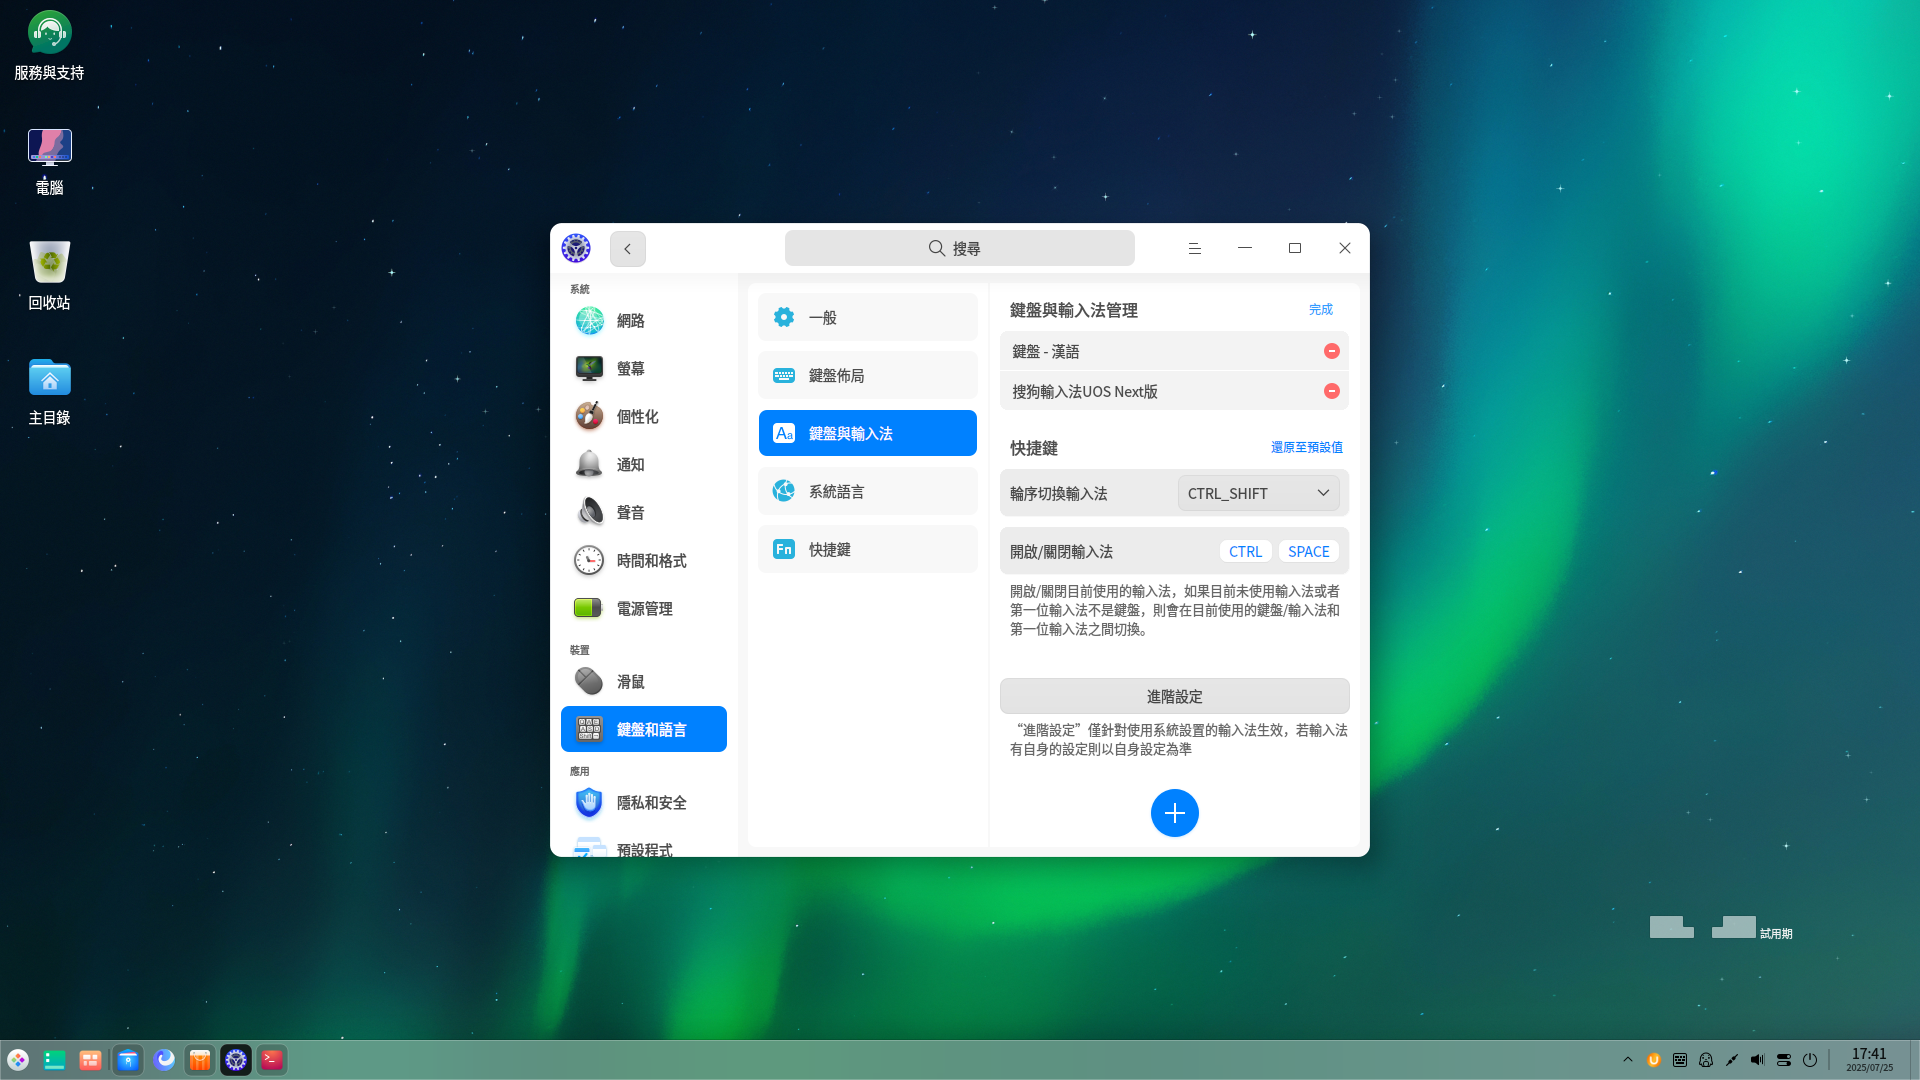 服務與支持
電腦
回收站
主目錄
搜尋
系統
網路
螢幕
個性化
通知
聲音
時間和格式
電源管理
裝置
滑鼠
鍵盤和語言
應用
隱私和安全
預設程式
一般
鍵盤佈局
鍵盤與輸入法
系統語言
快捷鍵
鍵盤與輸入法管理 完成
鍵盤 - 漢語
搜狗輸入法UOS Next版
快捷鍵 還原至預設值
輪序切換輸入法 CTRL_SHIFT
開啟/關閉輸入法 CTRL SPACE
開啟/關閉目前使用的輸入法，如果目前未使用輸入法或者
第一位輸入法不是鍵盤，則會在目前使用的鍵盤/輸入法和
第一位輸入法之間切換。
進階設定
“進階設定”僅針對使用系統設置的輸入法生效，若輸入法
有自身的設定則以自身設定為準
試用期
17:41
2025/07/25